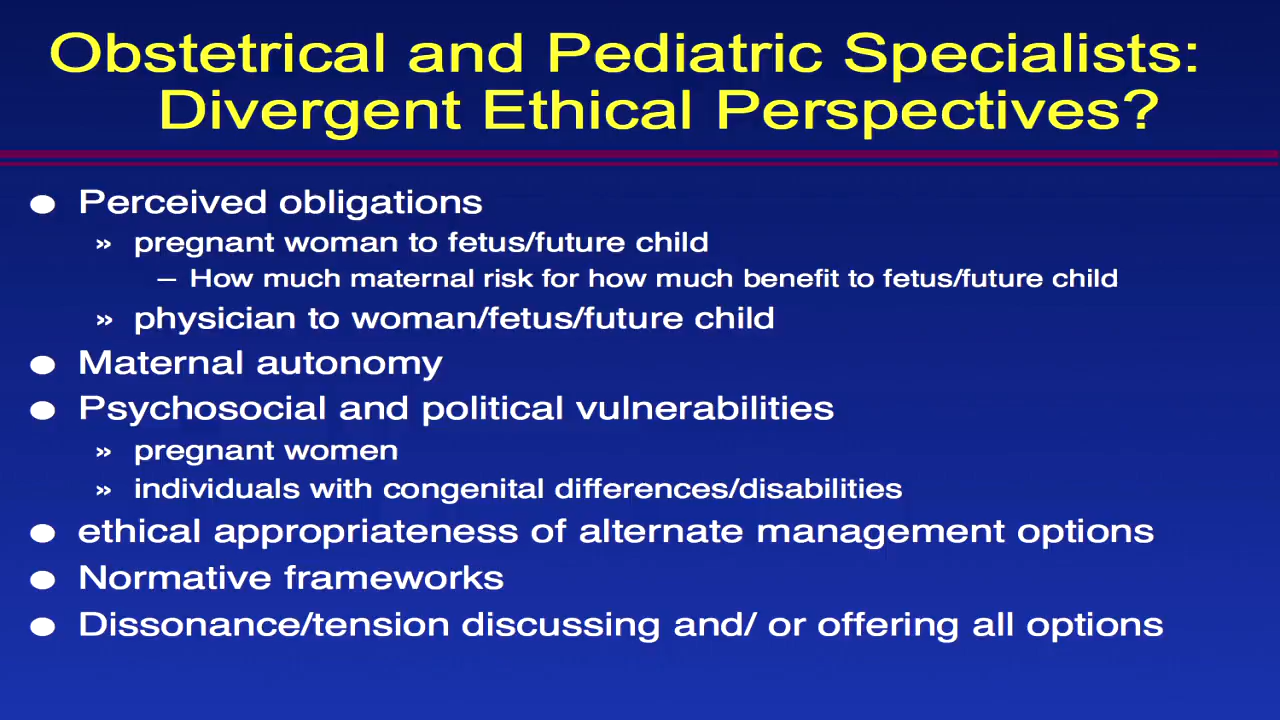 Obstetrical and Pediatric Specialists:
Divergent Ethical Perspectives?
● Perceived obligations
» pregnant woman to fetus/future child
– How much maternal risk for how much benefit to fetus/future child
» physician to woman/fetus/future child
● Maternal autonomy
● Psychosocial and political vulnerabilities
» pregnant women
» individuals with congenital differences/disabilities
● ethical appropriateness of alternate management options
● Normative frameworks
● Dissonance/tension discussing and/ or offering all options